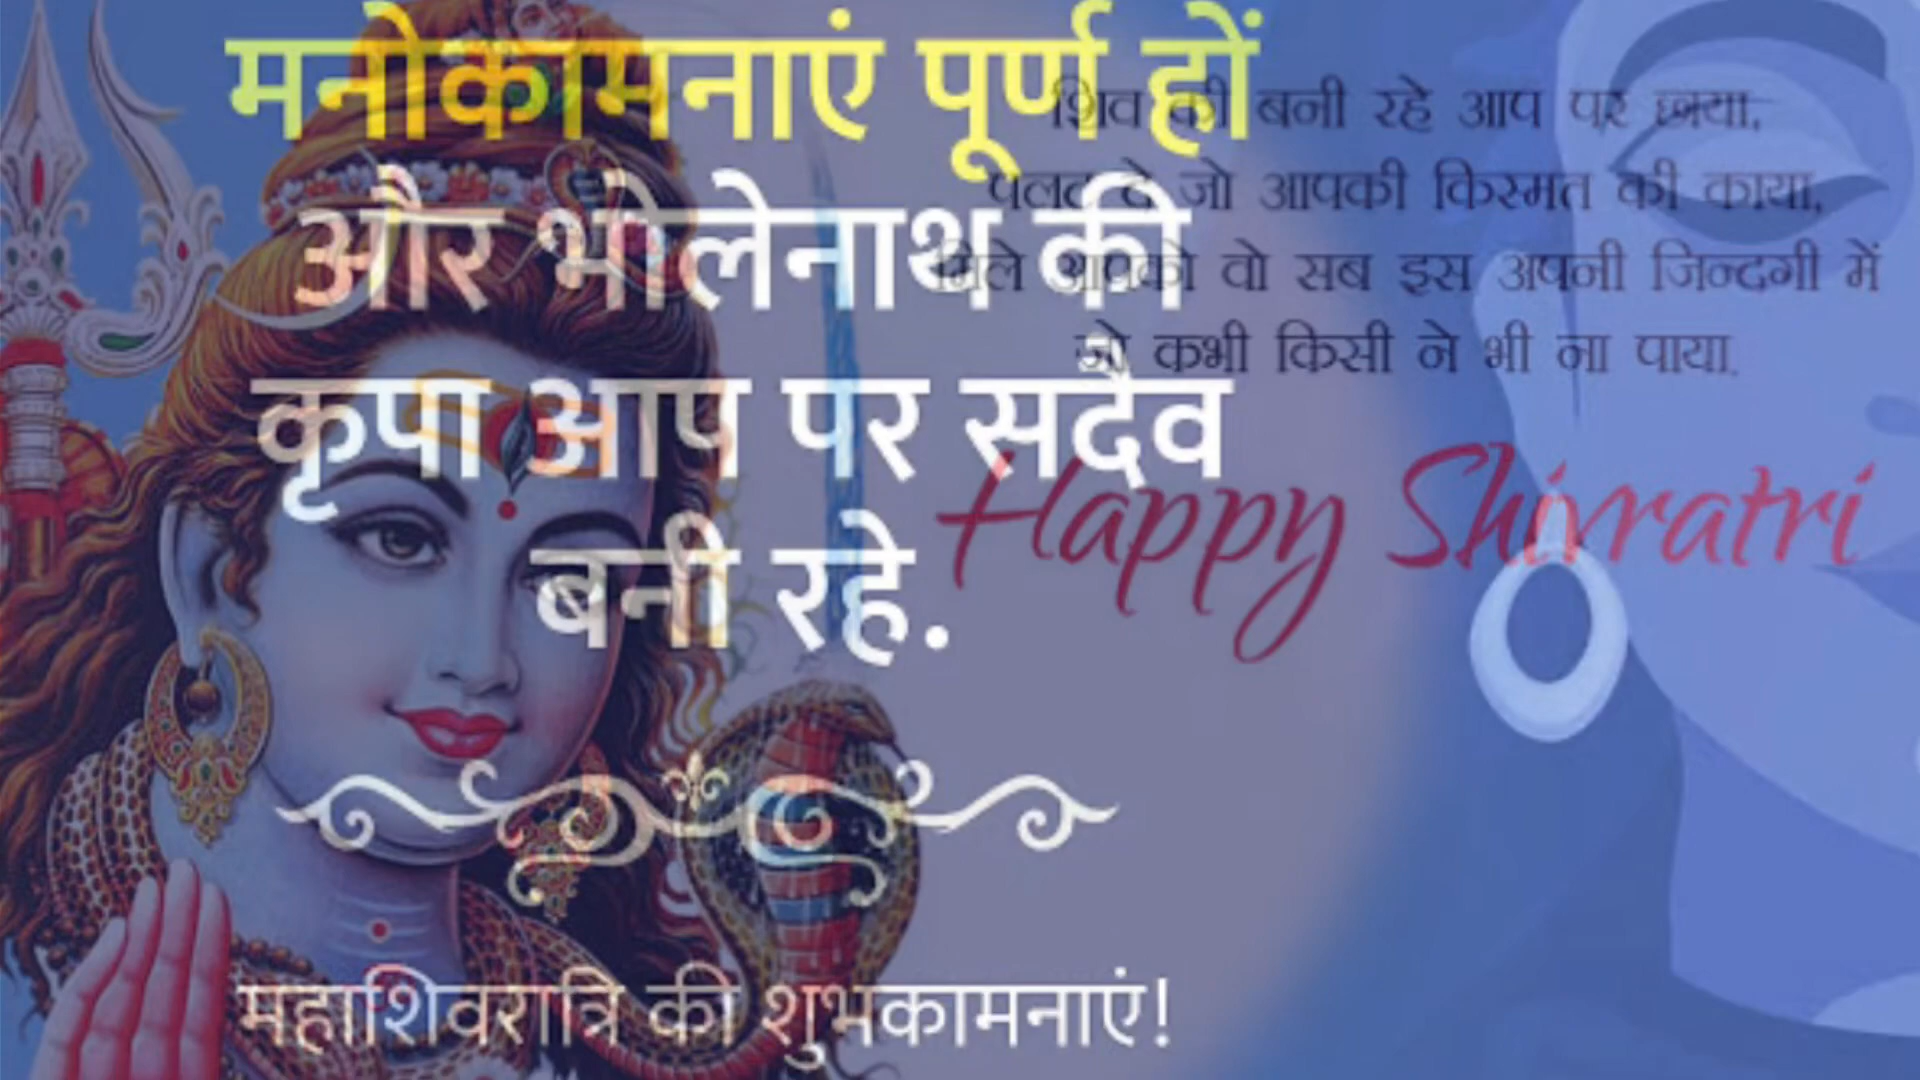 मनोकामनाएं पूर्ण हों
और भोलेनाथ की
कृपा आप पर सदैव
बनी रहे.
महाशिवरात्रि की शुभकामनाएं!
शिव की बनी रहे आप पर छाया,
पलट दे जो आपकी किस्मत की काया,
मिले आपको वो सब इस अपनी जिन्दगी में
जो कभी किसी ने भी ना पाया.
Happy Shivratri